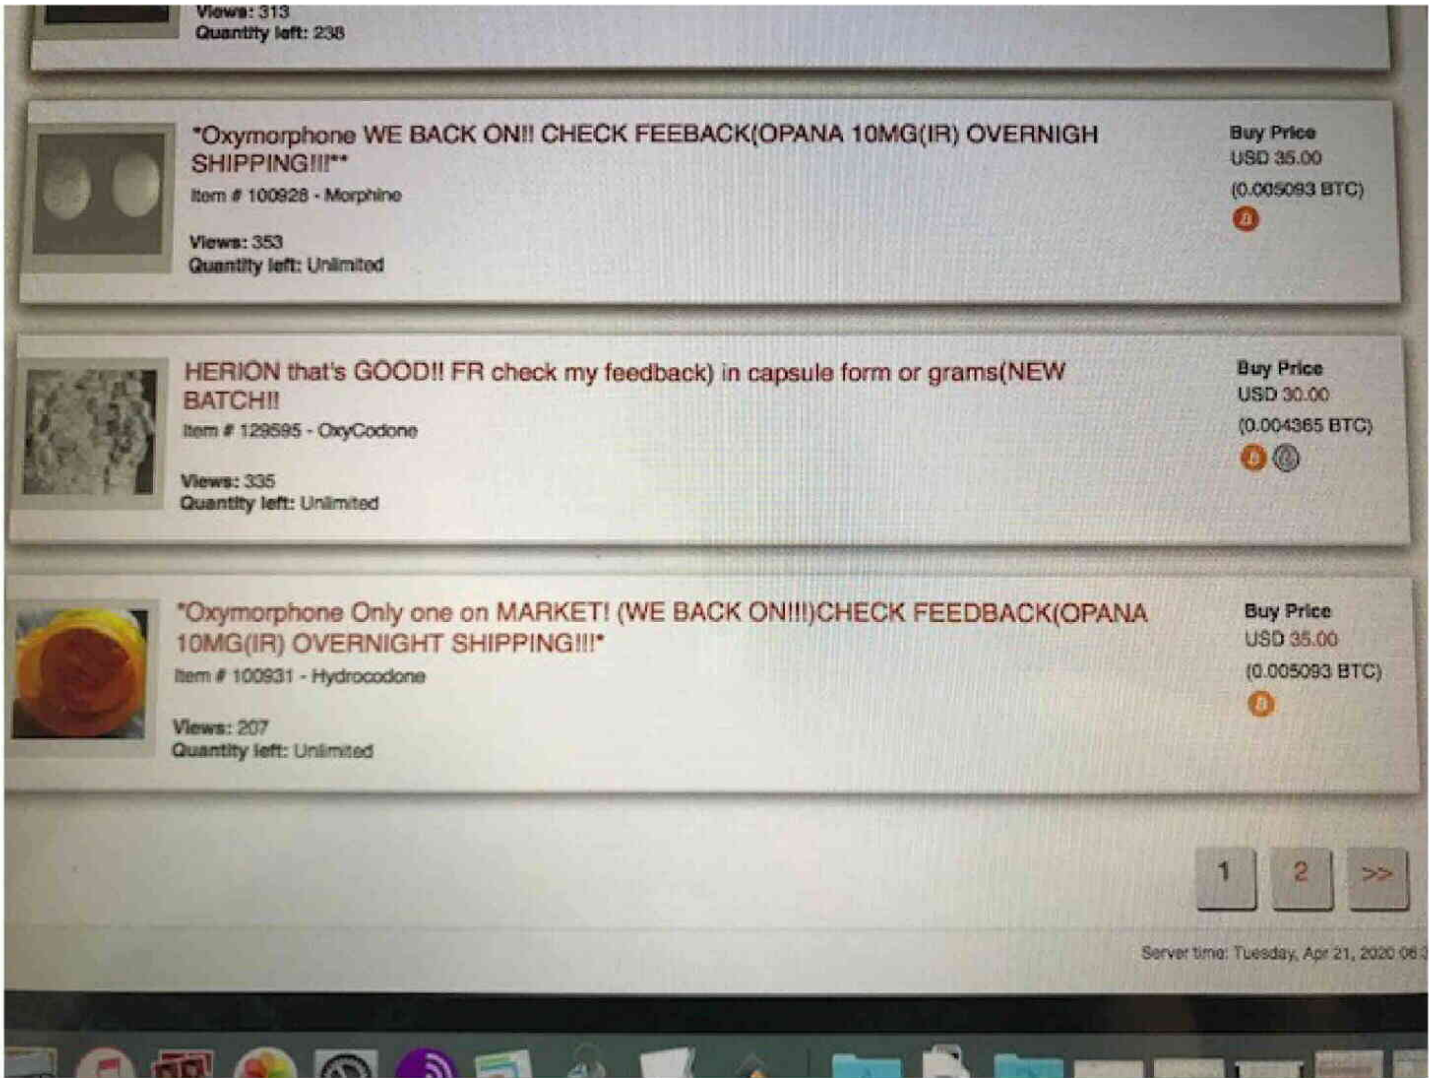 Views: 313
Quantity left: 238
"Oxymorphone WE BACK ON!! CHECK FEEBACK(OPANA 10MG(IR) OVERNIGH
SHIPPING!!!"*
Item # 100928 - Morphine
Views: 353
Quantity left: Unlimited
Buy Price
USD 35.00
(0.005093 BTC)
HERION that's GOOD!! FR check my feedback) in capsule form or grams(NEW
BATCH!!
Item # 129595 - OxyCodone
Views: 335
Quantity left: Unlimited
Buy Price
USD 30.00
(0.004365 BTC)
"Oxymorphone Only one on MARKET! (WE BACK ON!!!)CHECK FEEDBACK(OPANA
10MG(IR) OVERNIGHT SHIPPING!!!"
Item # 100931 - Hydrocodone
Views: 207
Quantity left: Unlimited
Buy Price
USD 35.00
(0.005093 BTC)
1 2 >>
Server time: Tuesday, Apr 21, 2020 06: